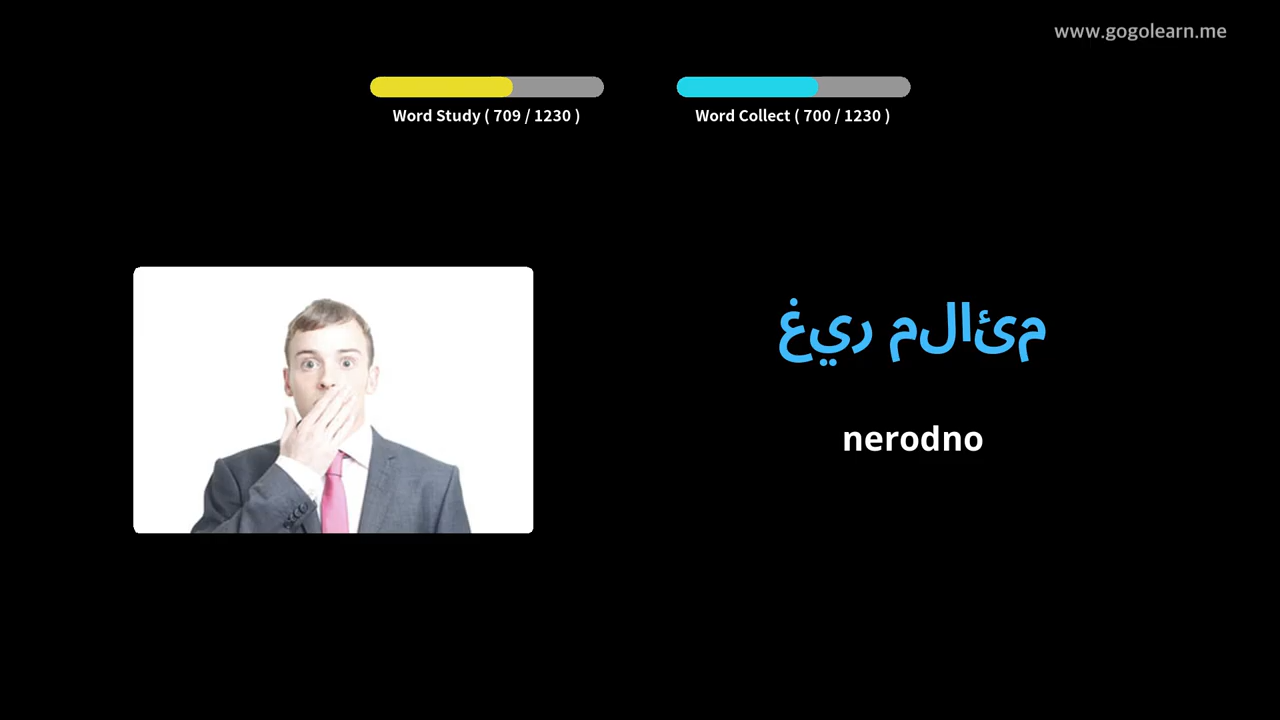 www.gogolearn.me
Word Study ( 709 / 1230 )
Word Collect ( 700 / 1230 )
غير ملائم
nerodno